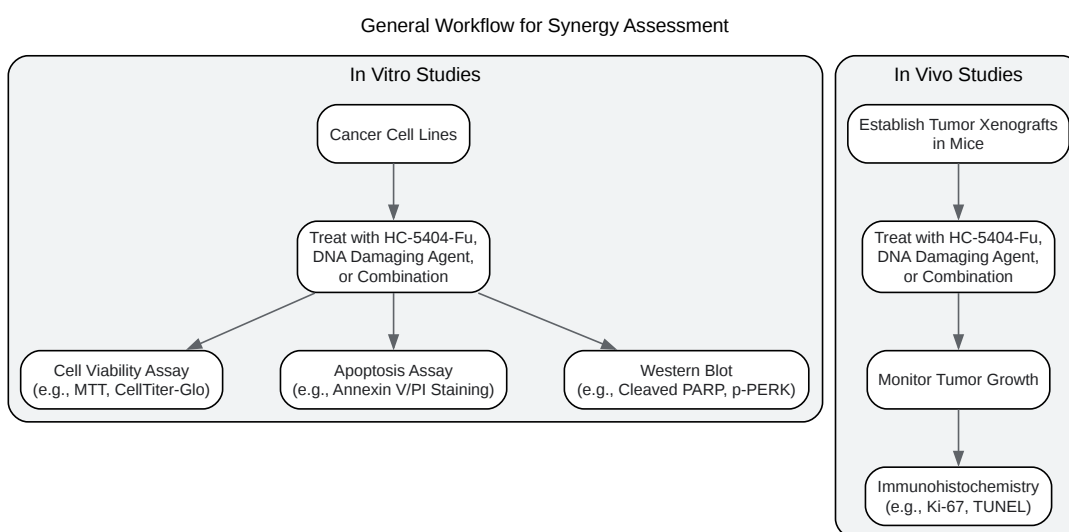 General Workflow for Synergy Assessment
In Vitro Studies
Cancer Cell Lines
Treat with HC-5404-Fu,
DNA Damaging Agent,
or Combination
Cell Viability Assay
(e.g., MTT, CellTiter-Glo)
Apoptosis Assay
(e.g., Annexin V/PI Staining)
Western Blot
(e.g., Cleaved PARP, p-PERK)
In Vivo Studies
Establish Tumor Xenografts
in Mice
Treat with HC-5404-Fu,
DNA Damaging Agent,
or Combination
Monitor Tumor Growth
Immunohistochemistry
(e.g., Ki-67, TUNEL)